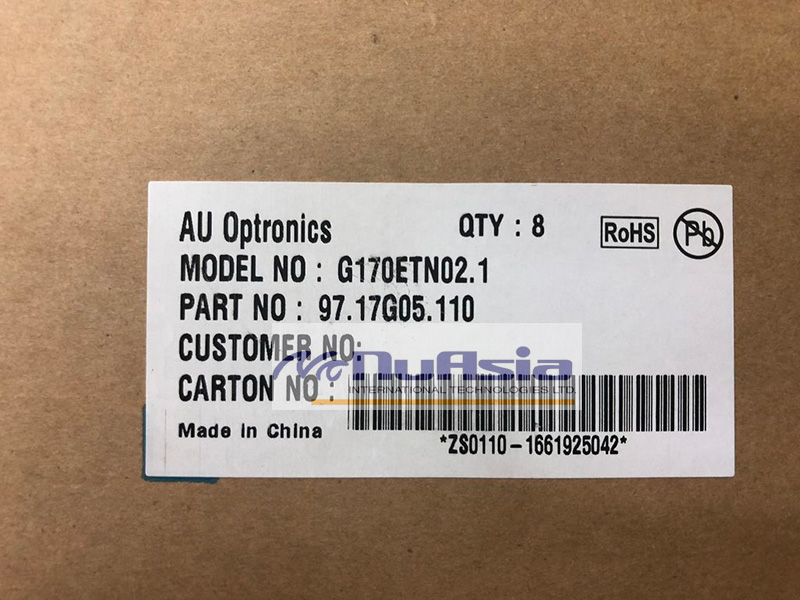 AU Optronics QTY : 8 RoHS Pb
MODEL NO : G170ETN02.1
PART NO : 97.17G05.110
CUSTOMER NO:
NuAsia
CARTON NO :
INTERNATIONAL TECHNOLOGIES LTD.
Made in China
*ZS0110-1661925042*